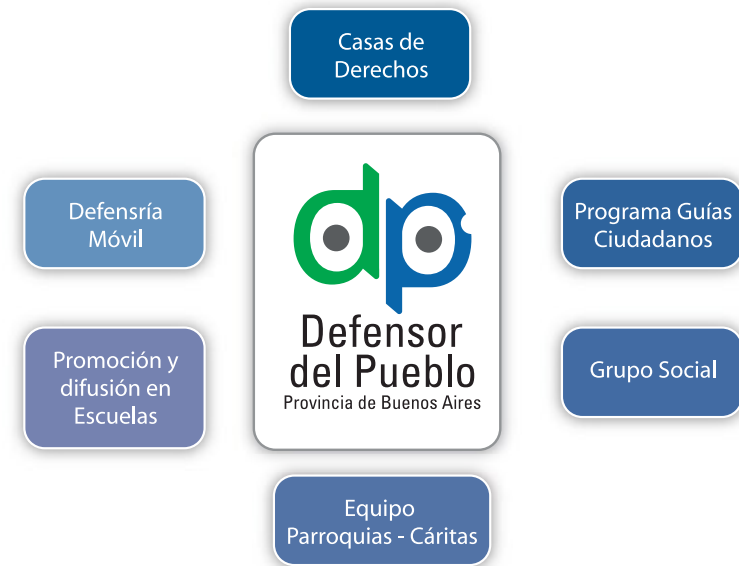 Casas de
Derechos
Defensría
Móvil
dp
Defensor
del Pueblo
Provincia de Buenos Aires
Programa Guías
Ciudadanos
Promoción y
difusión en
Escuelas
Grupo Social
Equipo
Parroquias - Cáritas